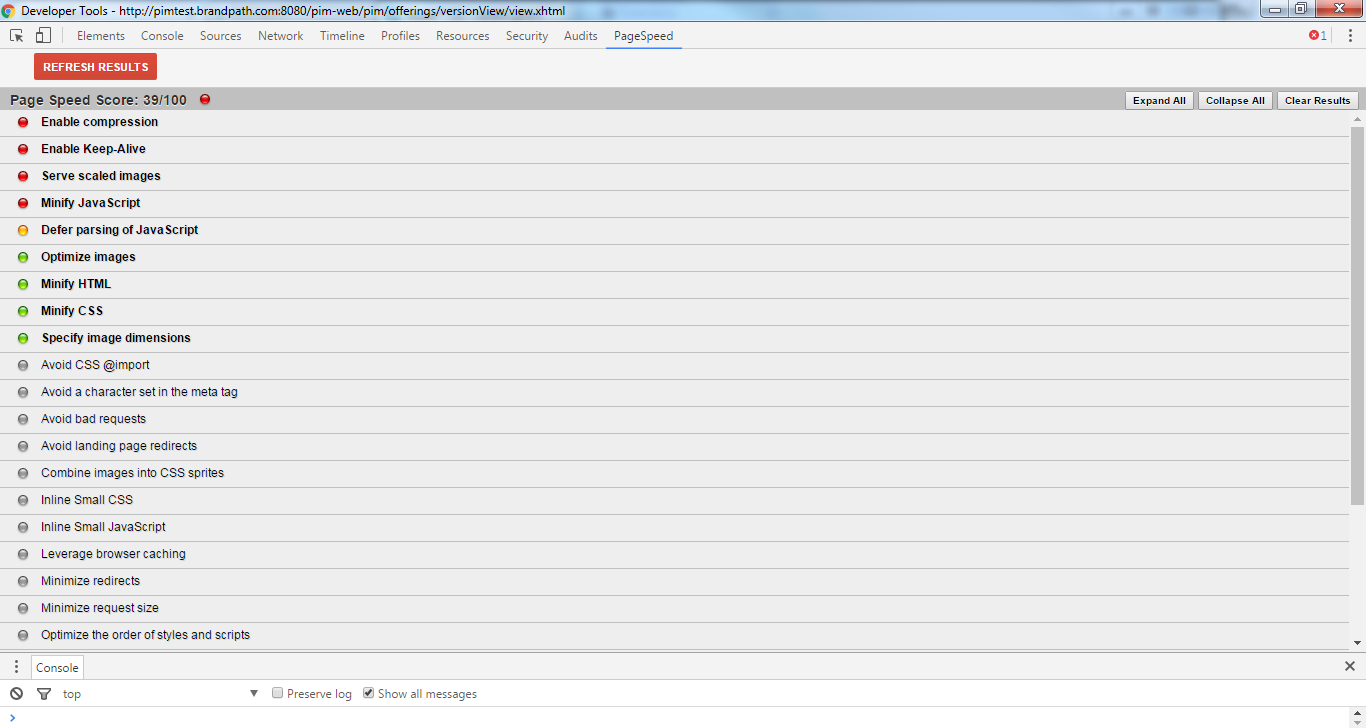 Developer Tools - http://pimtest.brandpath.com:8080/pim-web/pim/offerings/versionView/view.xhtml
Elements Console Sources Network Timeline Profiles Resources Security Audits PageSpeed 1
REFRESH RESULTS
Page Speed Score: 39/100 Expand All Collapse All Clear Results
Enable compression
Enable Keep-Alive
Serve scaled images
Minify JavaScript
Defer parsing of JavaScript
Optimize images
Minify HTML
Minify CSS
Specify image dimensions
Avoid CSS @import
Avoid a character set in the meta tag
Avoid bad requests
Avoid landing page redirects
Combine images into CSS sprites
Inline Small CSS
Inline Small JavaScript
Leverage browser caching
Minimize redirects
Minimize request size
Optimize the order of styles and scripts
Console
top Preserve log Show all messages